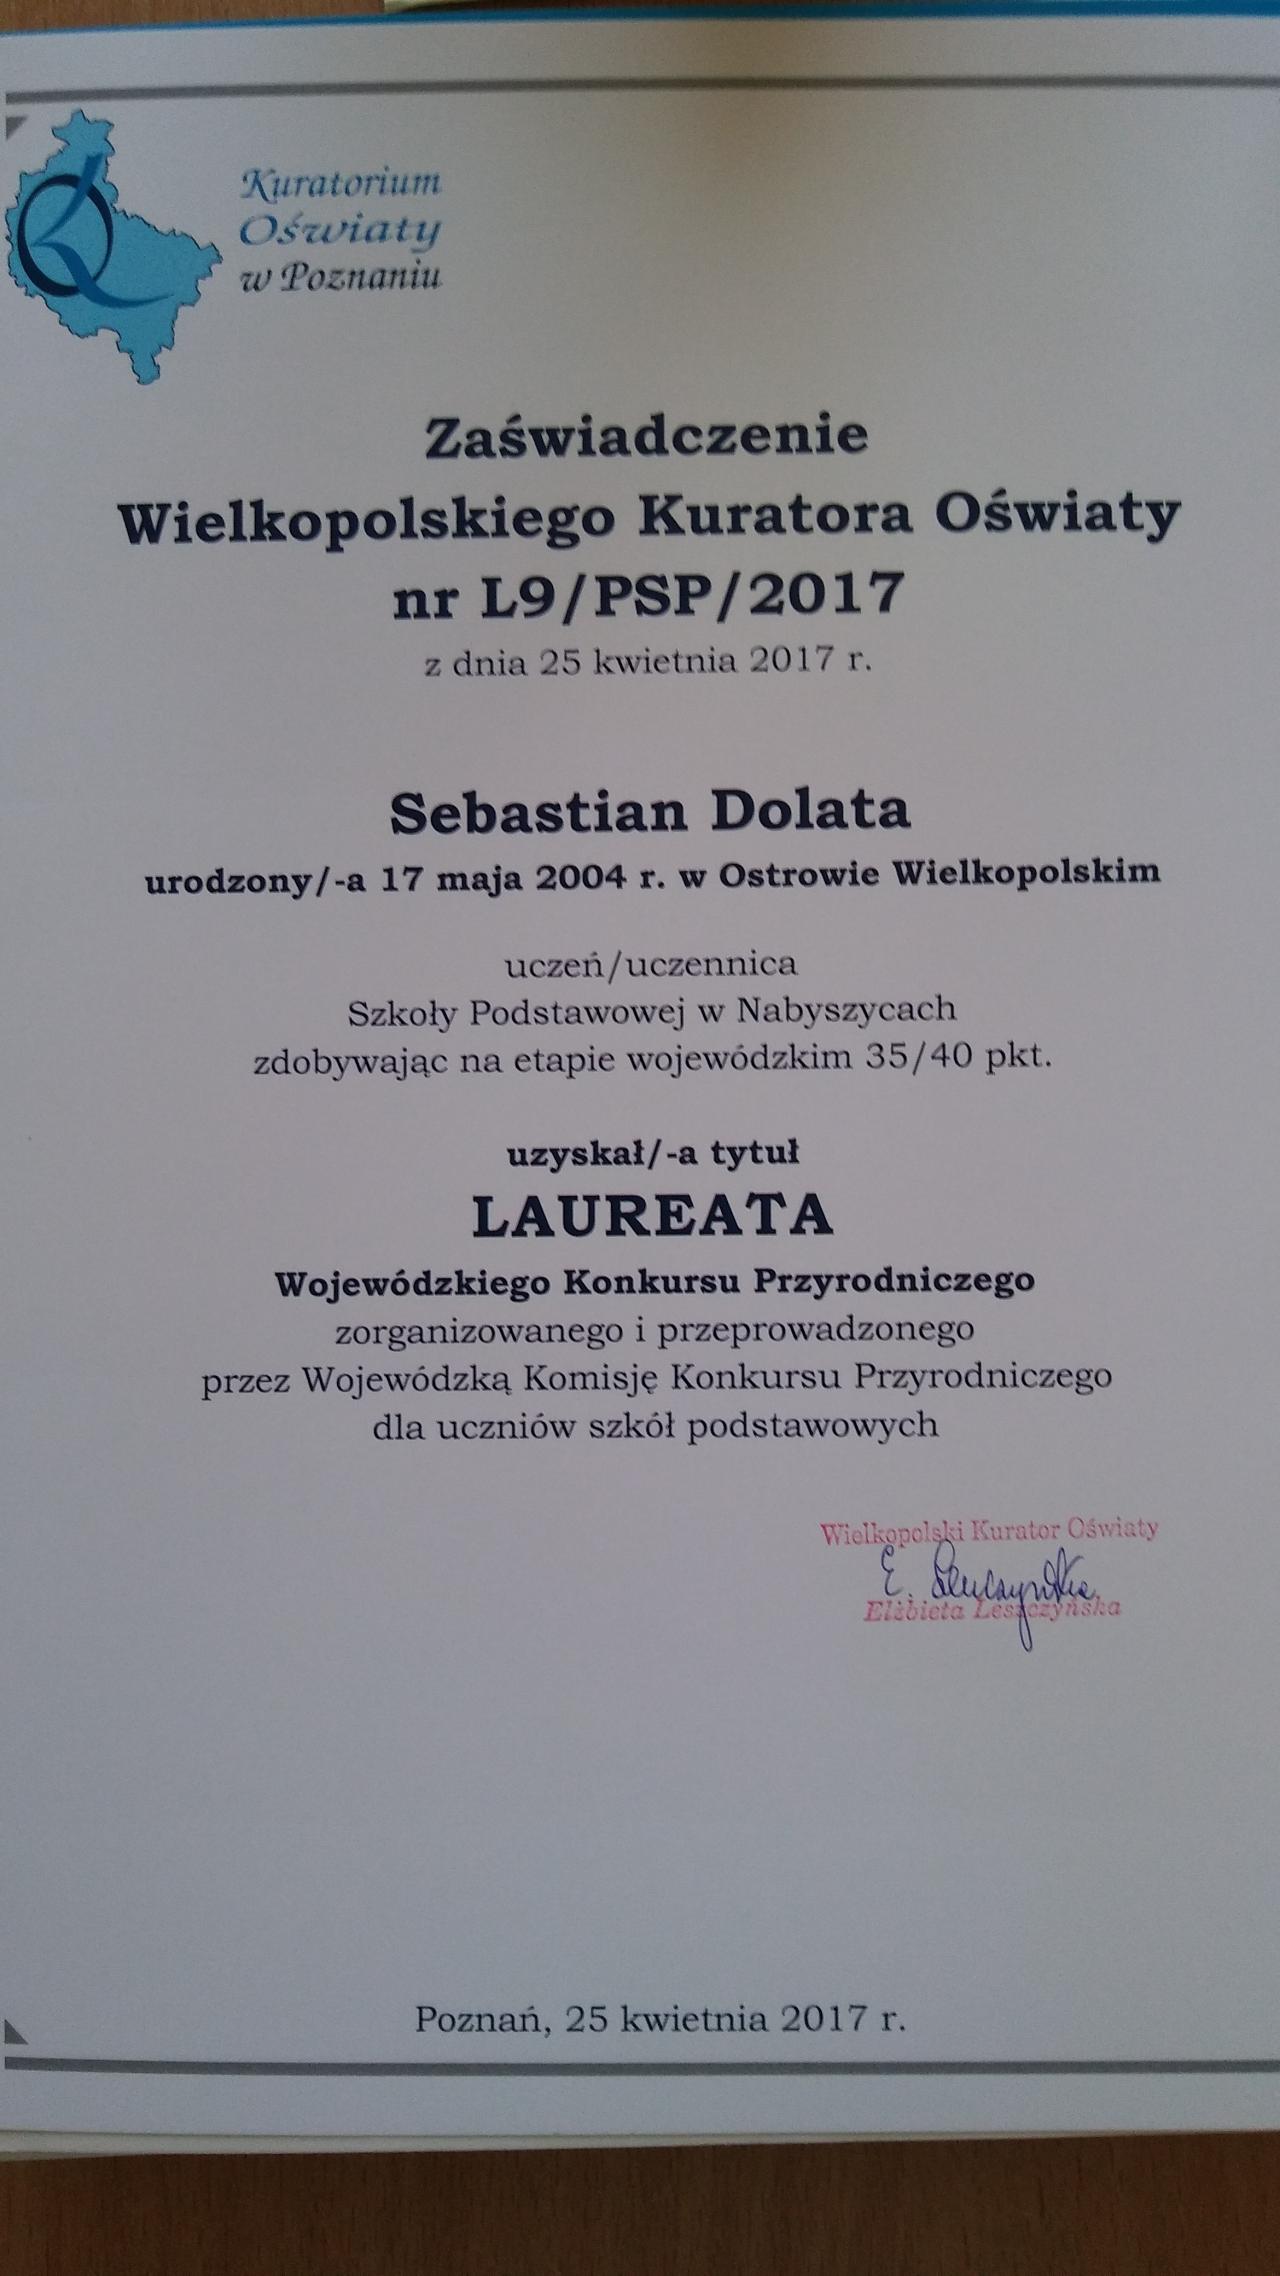 Kuratorium
Oświaty
w Poznaniu
Zaświadczenie
Wielkopolskiego Kuratora Oświaty
nr L9/PSP/2017
z dnia 25 kwietnia 2017 r.
Sebastian Dolata
urodzony/-a 17 maja 2004 r. w Ostrowie Wielkopolskim
uczeń/uczennica
Szkoły Podstawowej w Nabyszycach
zdobywając na etapie wojewódzkim 35/40 pkt.
uzyskał/-a tytuł
LAUREATA
Wojewódzkiego Konkursu Przyrodniczego
zorganizowanego i przeprowadzonego
przez Wojewódzką Komisję Konkursu Przyrodniczego
dla uczniów szkół podstawowych
Wielkopolski Kurator Oświaty
E. Leszczyńska
Elżbieta Leszczyńska
Poznań, 25 kwietnia 2017 r.